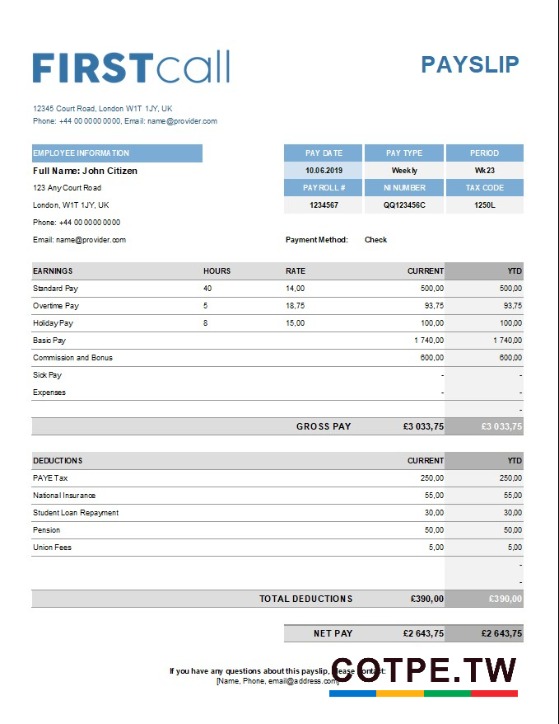 FIRSTcall
PAYSLIP
12345 Court Road, London W1T 1JY, UK
Phone: +44 00 0000 0000, Email: name@provider.com
EMPLOYEE INFORMATION PAY DATE PAY TYPE PERIOD
Full Name: John Citizen 10.06.2019 Weekly Wk23
123 Any Court Road PAYROLL # NI NUMBER TAX CODE
London, W1T 1JY, UK 1234567 QQ123456C 1250L
Phone: +44 00 0000 0000
Email: name@provider.com Payment Method: Check
EARNINGS HOURS RATE CURRENT YTD
Standard Pay 40 14,00 500,00 500,00
Overtime Pay 5 18,75 93,75 93,75
Holiday Pay 8 15,00 100,00 100,00
Basic Pay 1 740,00 1 740,00
Commission and Bonus 600,00 600,00
Sick Pay - -
Expenses - -
-
GROSS PAY £3 033,75 £3 033,75
DEDUCTIONS CURRENT YTD
PAYE Tax 250,00 250,00
National Insurance 55,00 55,00
Student Loan Repayment 30,00 30,00
Pension 50,00 50,00
Union Fees 5,00 5,00
-
-
TOTAL DEDUCTIONS £390,00 £390,00
NET PAY £2 643,75 £2 643,75
If you have any questions about this payslip, please contact:
[Name, Phone, email@address.com]
COTPE.TW